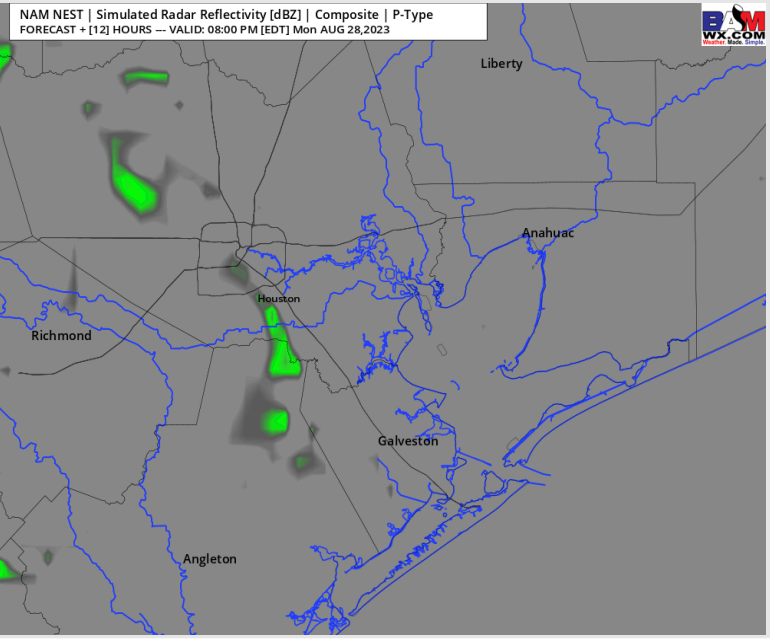 NAM NEST | Simulated Radar Reflectivity [dBZ] | Composite | P-Type
FORECAST + [12] HOURS --- VALID: 08:00 PM [EDT] Mon AUG 28,2023
BAM
WX.COM
Weather. Made. Simple.
Liberty
Anahuac
Houston
Richmond
Galveston
Angleton